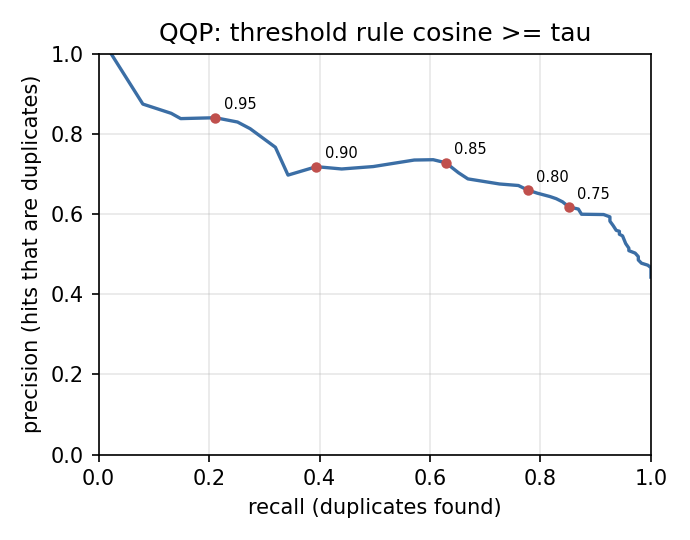 QQP: threshold rule cosine >= tau
precision (hits that are duplicates)
1.0
0.8
0.6
0.4
0.2
0.0
0.95
0.90
0.85
0.80
0.75
0.0 0.2 0.4 0.6 0.8 1.0
recall (duplicates found)